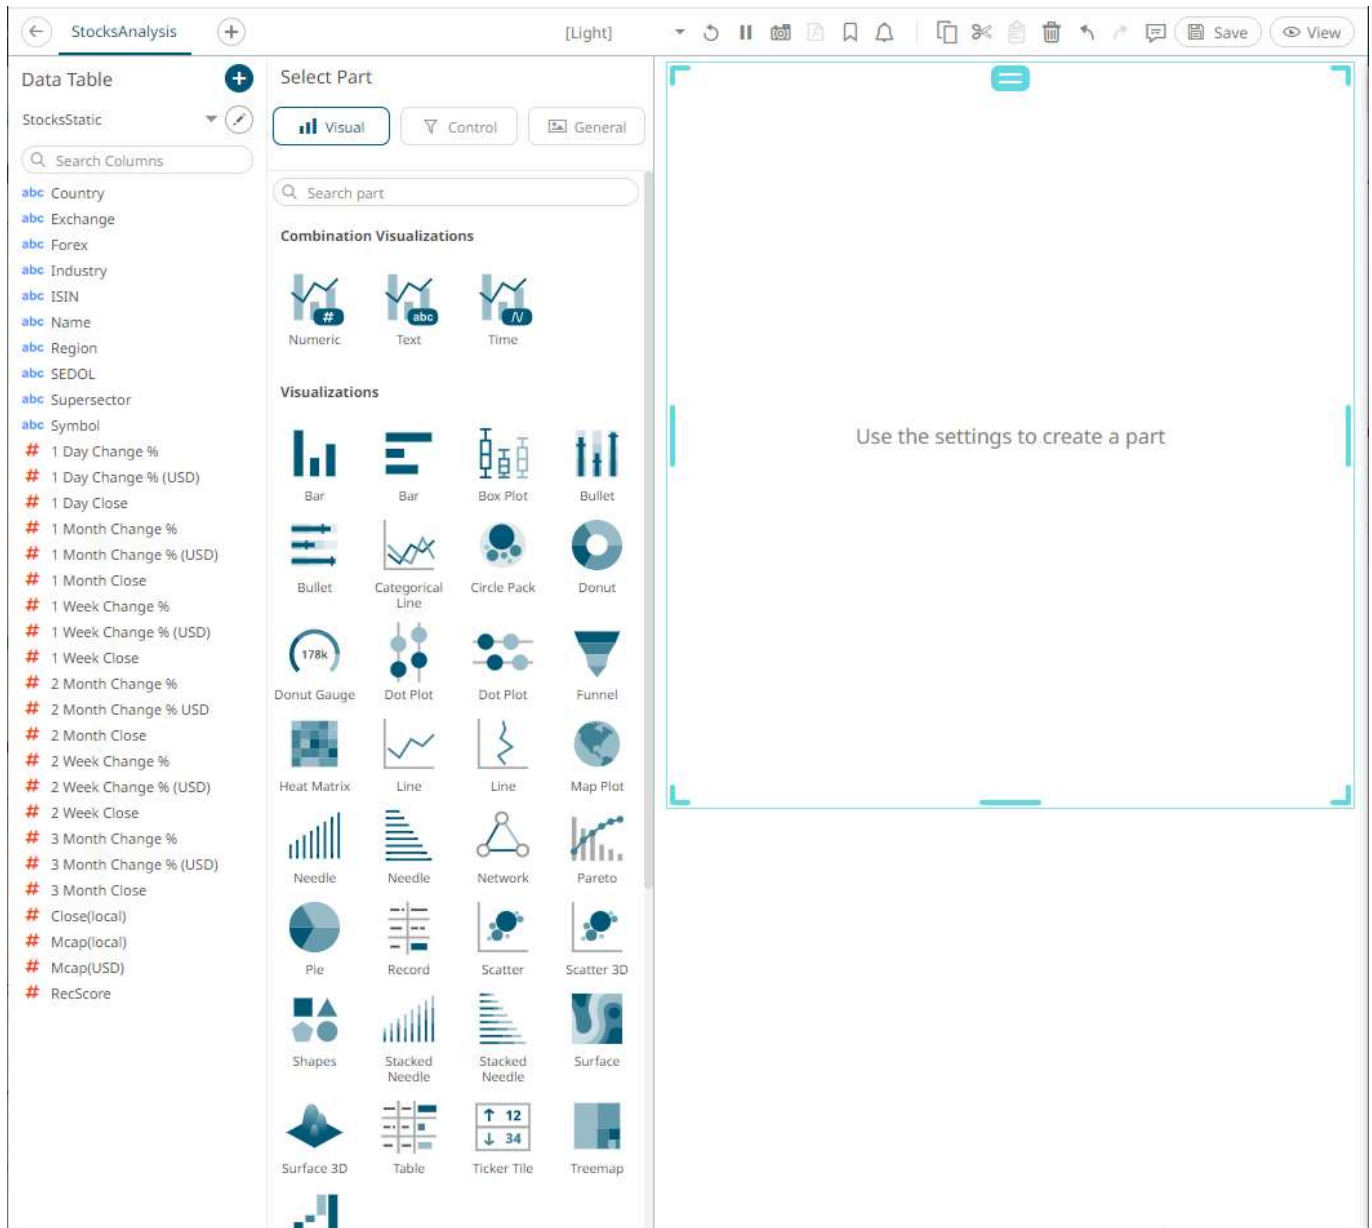 StocksAnalysis
[Light]
Save
View
Data Table
StocksStatic
Search Columns
abc Country
abc Exchange
abc Forex
abc Industry
abc ISIN
abc Name
abc Region
abc SEDOL
abc Supersector
abc Symbol
# 1 Day Change %
# 1 Day Change % (USD)
# 1 Day Close
# 1 Month Change %
# 1 Month Change % (USD)
# 1 Month Close
# 1 Week Change %
# 1 Week Change % (USD)
# 1 Week Close
# 2 Month Change %
# 2 Month Change % USD
# 2 Month Close
# 2 Week Change %
# 2 Week Change % (USD)
# 2 Week Close
# 3 Month Change %
# 3 Month Change % (USD)
# 3 Month Close
# Close(local)
# Mcap(local)
# Mcap(USD)
# RecScore
Select Part
Visual
Control
General
Search part
Combination Visualizations
#
abc
N
Numeric
Text
Time
Visualizations
Bar
Bar
Box Plot
Bullet
Bullet
Categorical
Line
Circle Pack
Donut
178k
Donut Gauge
Dot Plot
Dot Plot
Funnel
Heat Matrix
Line
Line
Map Plot
Needle
Needle
Network
Pareto
Pie
Record
Scatter
Scatter 3D
Shapes
Stacked
Needle
Stacked
Needle
Surface
↑ 12
↓ 34
Surface 3D
Table
Ticker Tile
Treemap
Use the settings to create a part